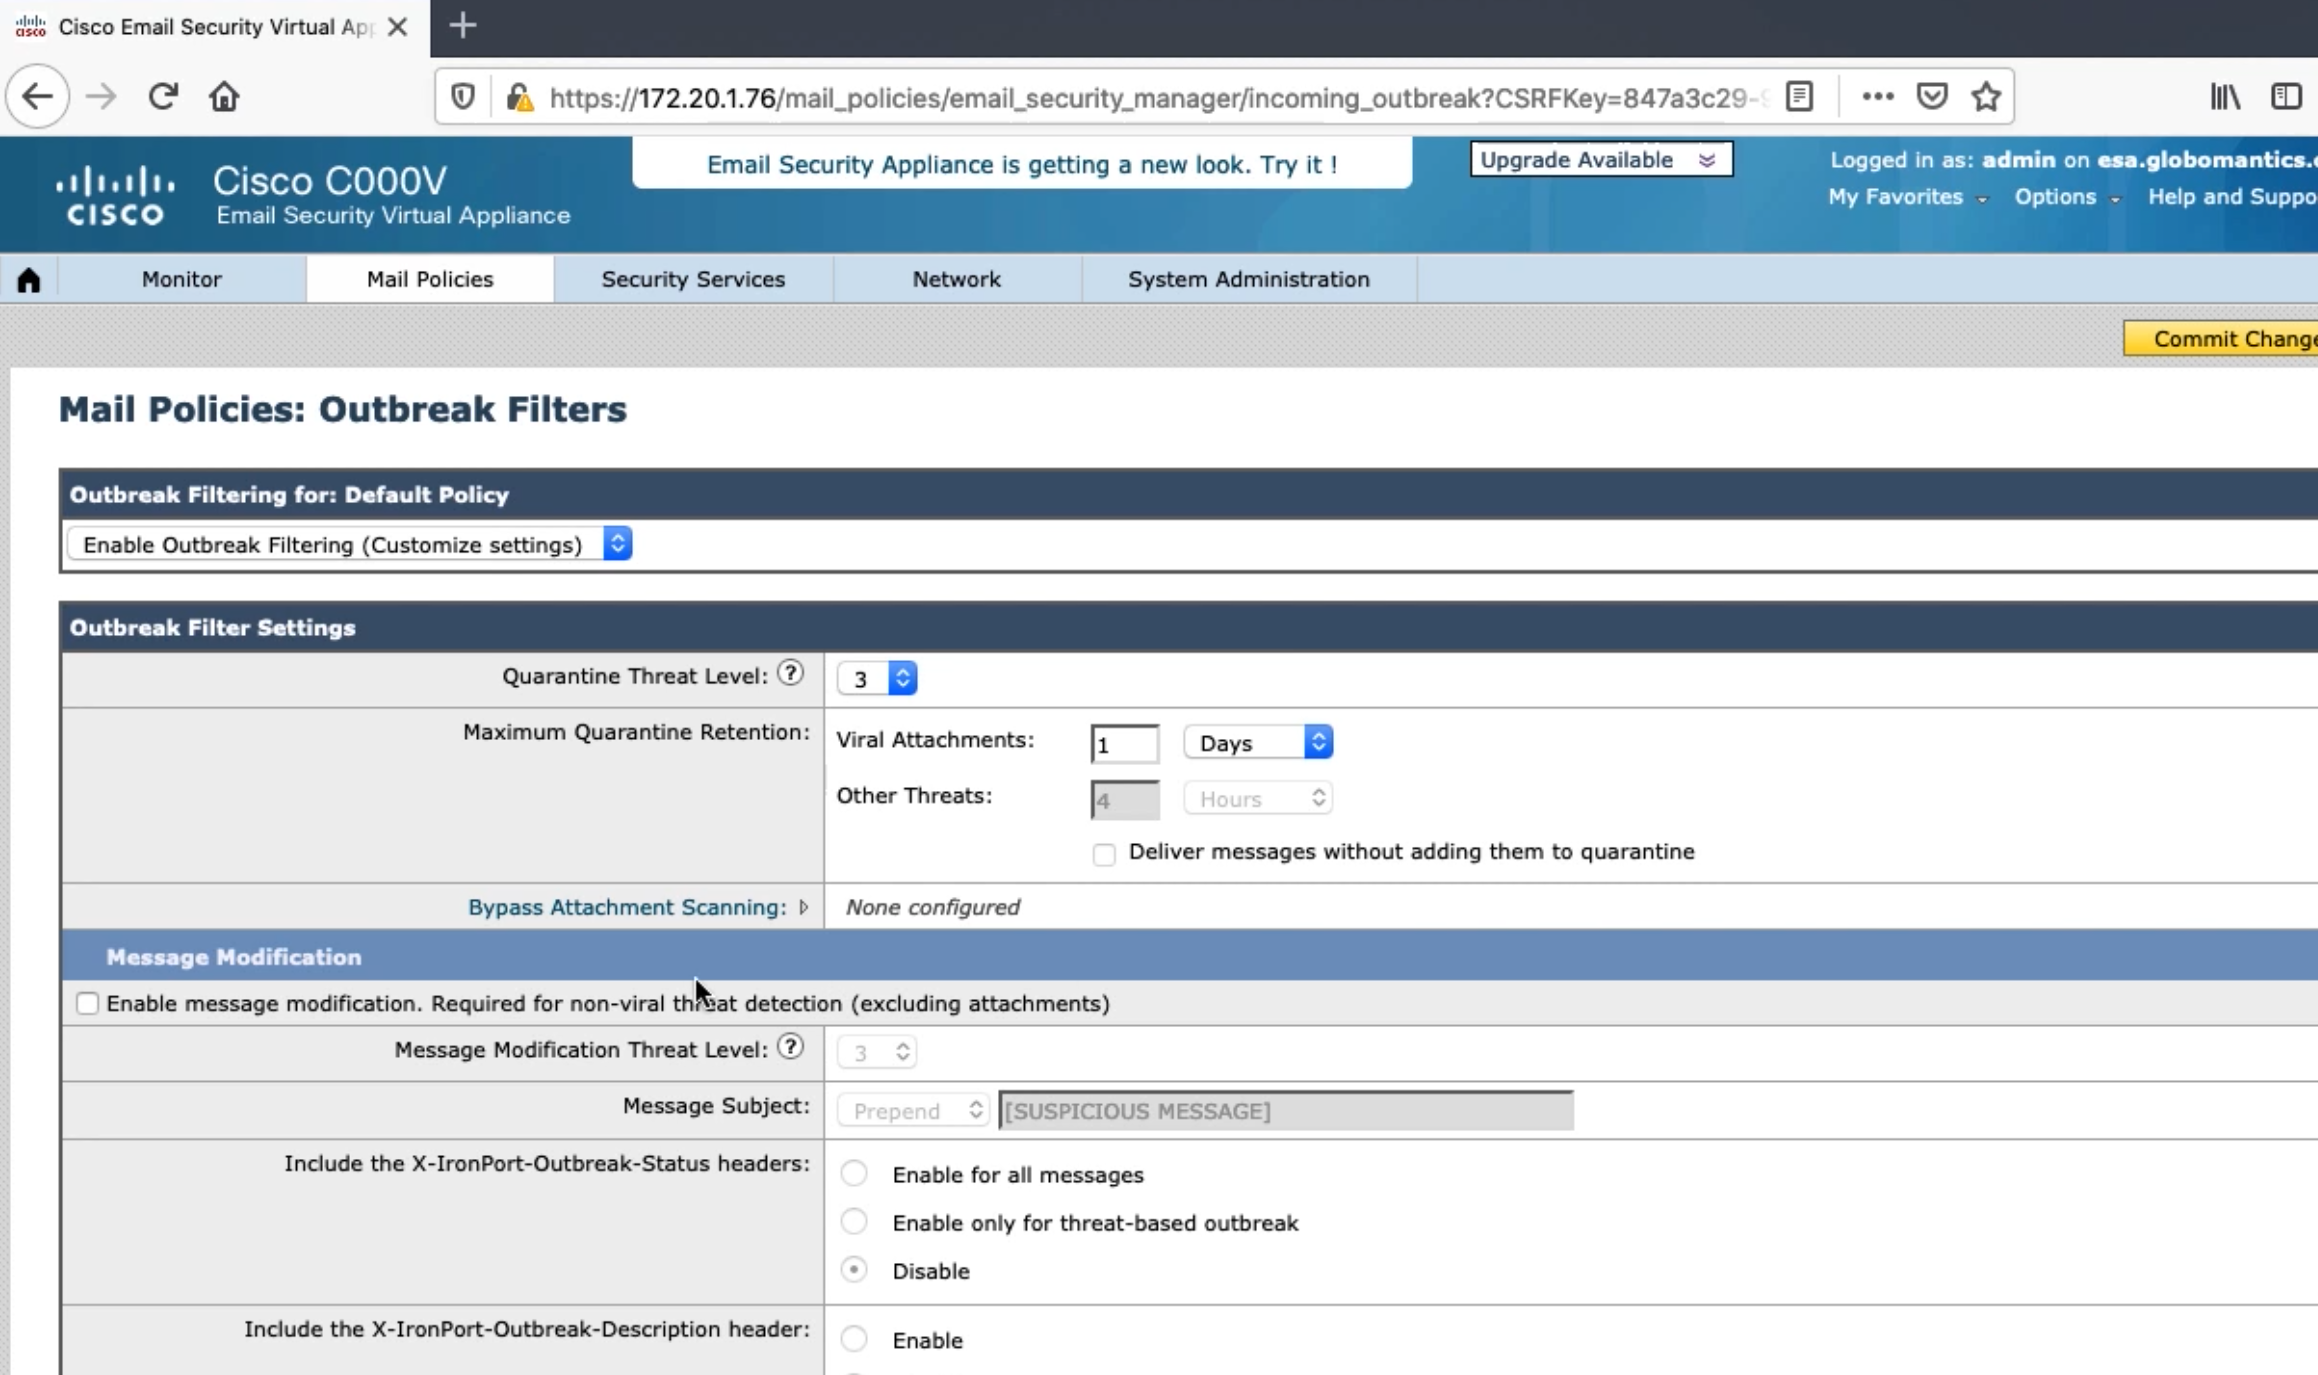 Cisco Email Security Virtual App
https://172.20.1.76/mail_policies/email_security_manager/incoming_outbreak?CSRFKey=847a3c29-
CISCO
Cisco C000V
Email Security Virtual Appliance
Email Security Appliance is getting a new look. Try it !
Upgrade Available
Logged in as: admin on esa.globomantics.
My Favorites Options Help and Suppo
Monitor Mail Policies Security Services Network System Administration
Commit Change
Mail Policies: Outbreak Filters
Outbreak Filtering for: Default Policy
Enable Outbreak Filtering (Customize settings)
Outbreak Filter Settings
Quarantine Threat Level: ? 3
Maximum Quarantine Retention: Viral Attachments: 1 Days
Other Threats: 4 Hours
Deliver messages without adding them to quarantine
Bypass Attachment Scanning: None configured
Message Modification
Enable message modification. Required for non-viral threat detection (excluding attachments)
Message Modification Threat Level: ? 3
Message Subject: Prepend [SUSPICIOUS MESSAGE]
Include the X-IronPort-Outbreak-Status headers: Enable for all messages
Enable only for threat-based outbreak
Disable
Include the X-IronPort-Outbreak-Description header: Enable